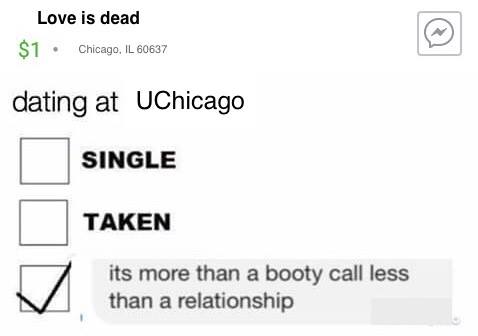 Love is dead
$1 • Chicago, IL 60637
dating at UChicago
SINGLE
TAKEN
its more than a booty call less
than a relationship